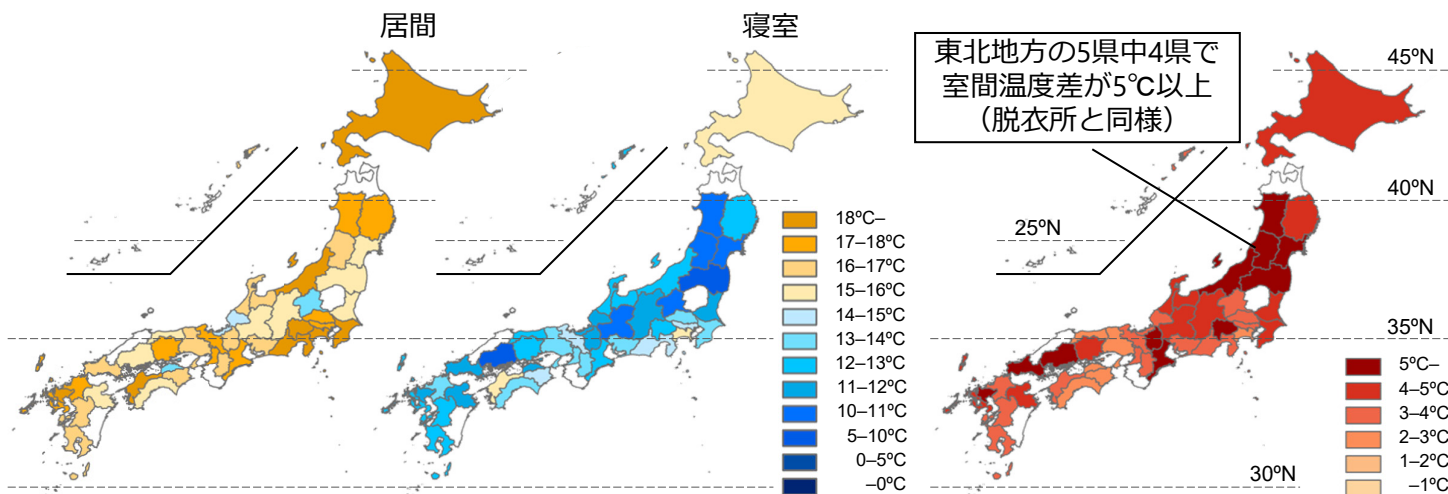 居間
寝室
東北地方の5県中4県で
室間温度差が5℃以上
（脱衣所と同様）
45ºN
40ºN
25ºN
35ºN
30ºN
18ºC–
17–18ºC
16–17ºC
15–16ºC
14–15ºC
13–14ºC
12–13ºC
11–12ºC
10–11ºC
5–10ºC
0–5ºC
–0ºC
5ºC–
4–5ºC
3–4ºC
2–3ºC
1–2ºC
–1ºC